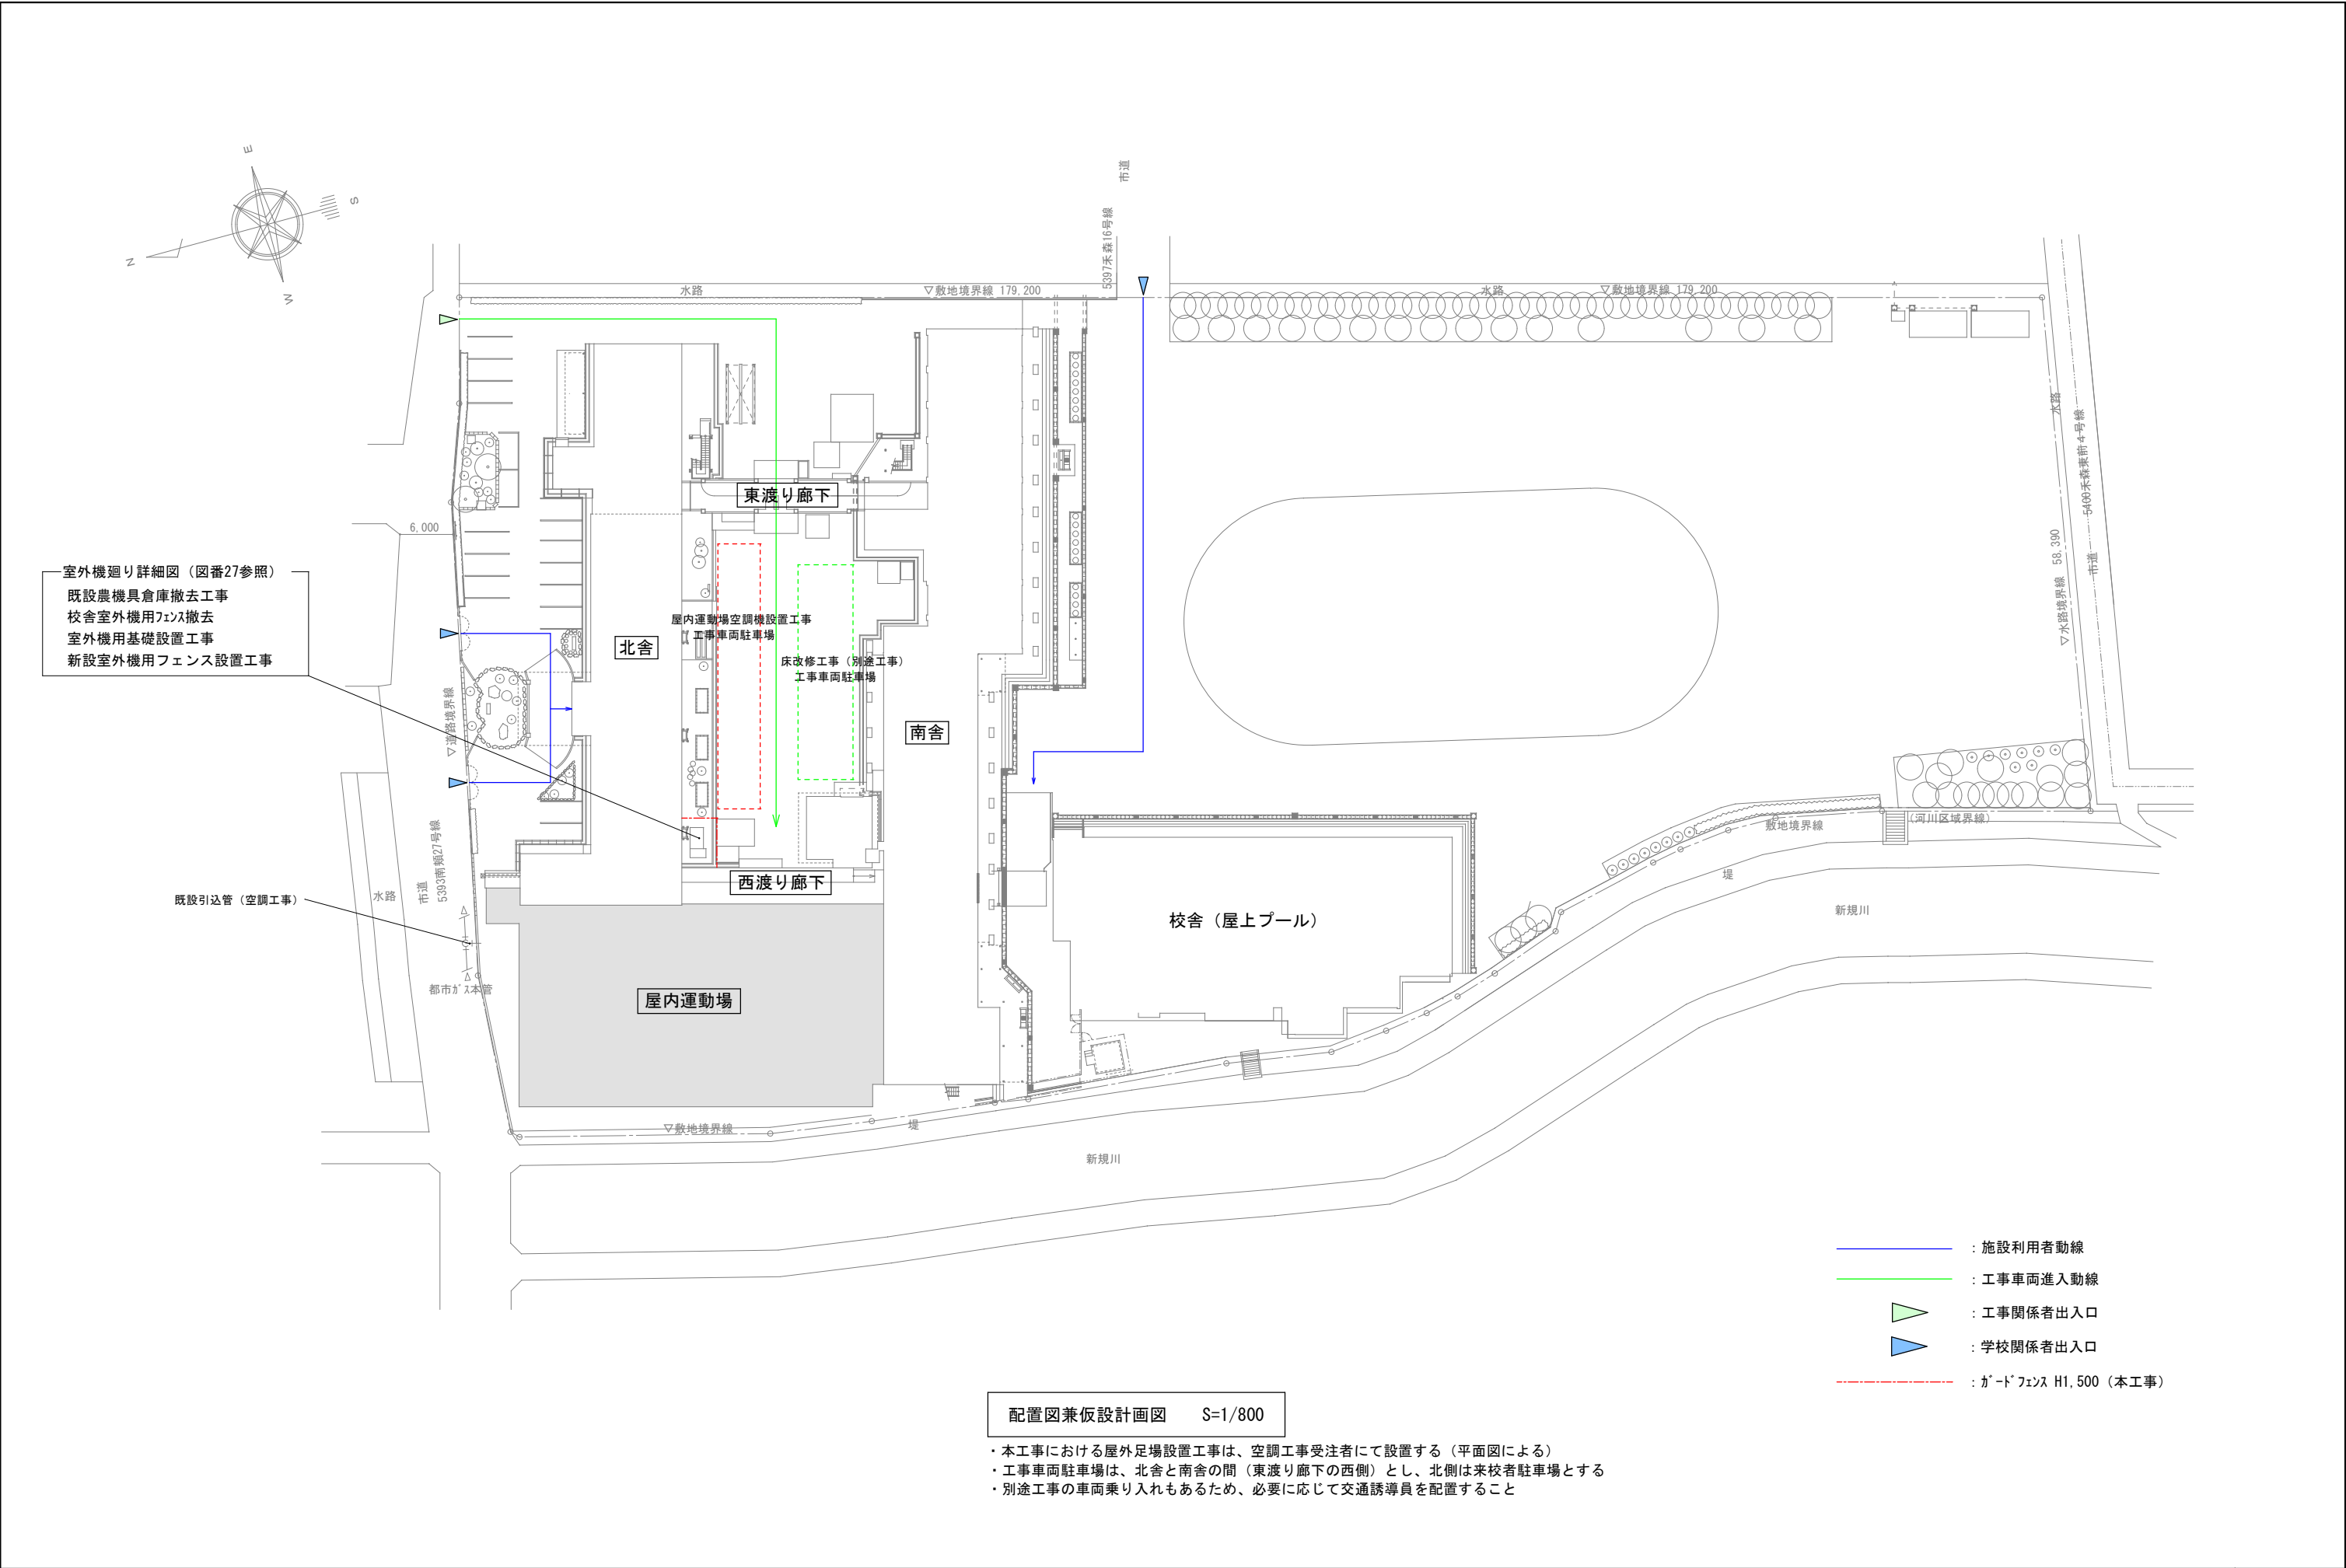 市道
E
S
N
W
5397禾森16号線
水路
▽敷地境界線 179,200
水路
▽敷地境界線 179,200
水路
5400禾森東前4号線
市道
▽水路境界線 58,390
東渡り廊下
6,000
室外機廻り詳細図（図番27参照）
既設農機具倉庫撤去工事
校舎室外機用ﾌｪﾝｽ撤去
室外機用基礎設置工事
新設室外機用フェンス設置工事
屋内運動場空調機設置工事
工事車両駐車場
北舎
床改修工事（別途工事）
工事車両駐車場
南舎
▽道路境界線
市道
5393南頬27号線
水路
既設引込管（空調工事）
都市ｶﾞｽ本管
西渡り廊下
屋内運動場
校舎（屋上プール）
敷地境界線
（河川区域界線）
堤
新規川
▽敷地境界線
堤
新規川
：施設利用者動線
：工事車両進入動線
：工事関係者出入口
：学校関係者出入口
：ｶﾞｰﾄﾞﾌｪﾝｽ H1,500（本工事）
配置図兼仮設計画図　S=1/800
・本工事における屋外足場設置工事は、空調工事受注者にて設置する（平面図による）
・工事車両駐車場は、北舎と南舎の間（東渡り廊下の西側）とし、北側は来校者駐車場とする
・別途工事の車両乗り入れもあるため、必要に応じて交通誘導員を配置すること